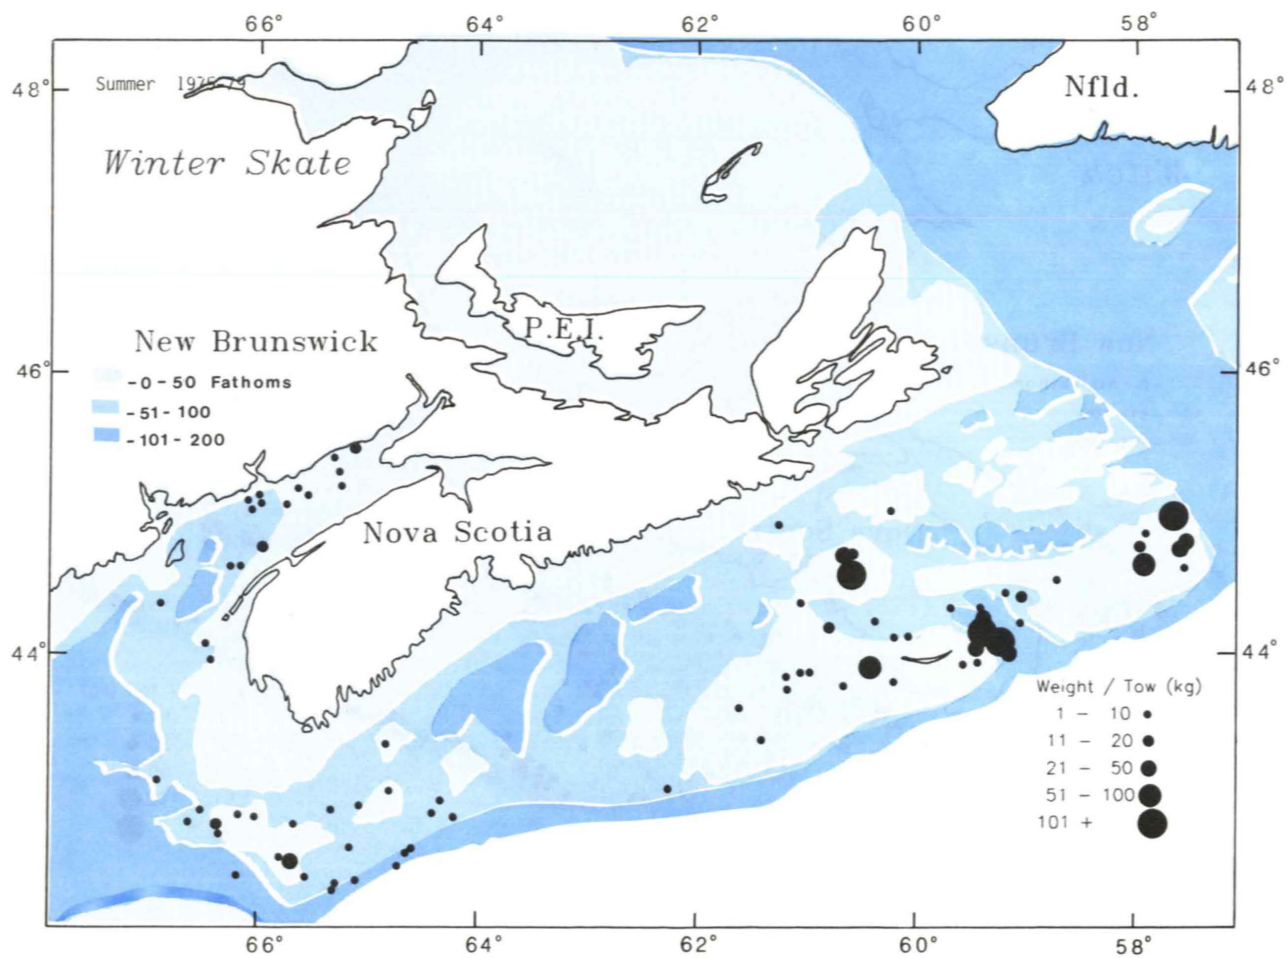 66° 64° 62° 60° 58°
48° Summer 1975-79 Nfld. 48°
Winter Skate
P.E.I.
New Brunswick
46° 46°
-0-50 Fathoms
-51-100
-101-200
Nova Scotia
44° 44°
Weight / Tow (kg)
1 - 10
11 - 20
21 - 50
51 - 100
101 +
66° 64° 62° 60° 58°